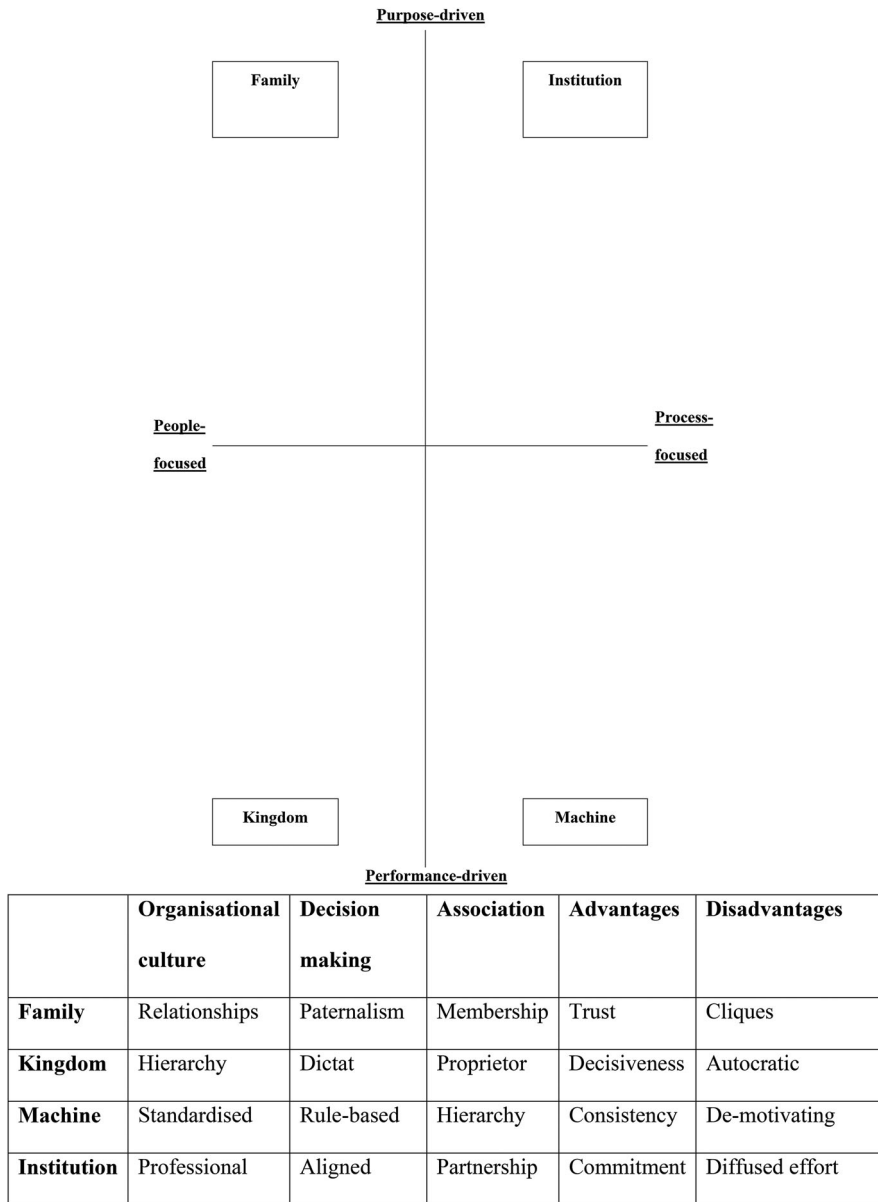 Purpose-driven
Family Institution
People- Process-
focused focused
Kingdom Machine
Performance-driven
Organisational Decision Association Advantages Disadvantages
culture making
Family Relationships Paternalism Membership Trust Cliques
Kingdom Hierarchy Dictat Proprietor Decisiveness Autocratic
Machine Standardised Rule-based Hierarchy Consistency De-motivating
Institution Professional Aligned Partnership Commitment Diffused effort